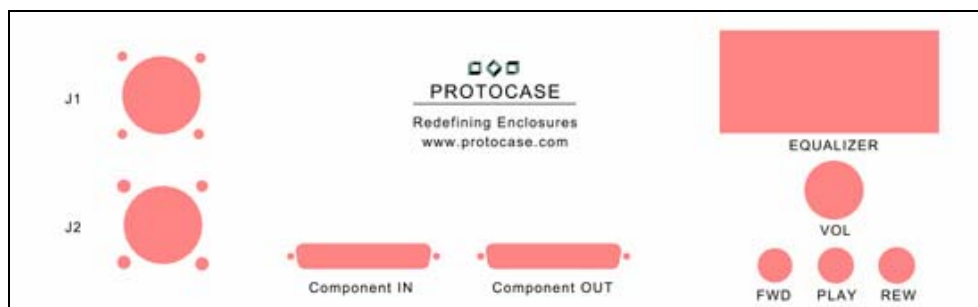 J1
PROTOCASE
Redefining Enclosures
www.protocase.com
EQUALIZER
J2
VOL
Component IN
Component OUT
FWD
PLAY
REW